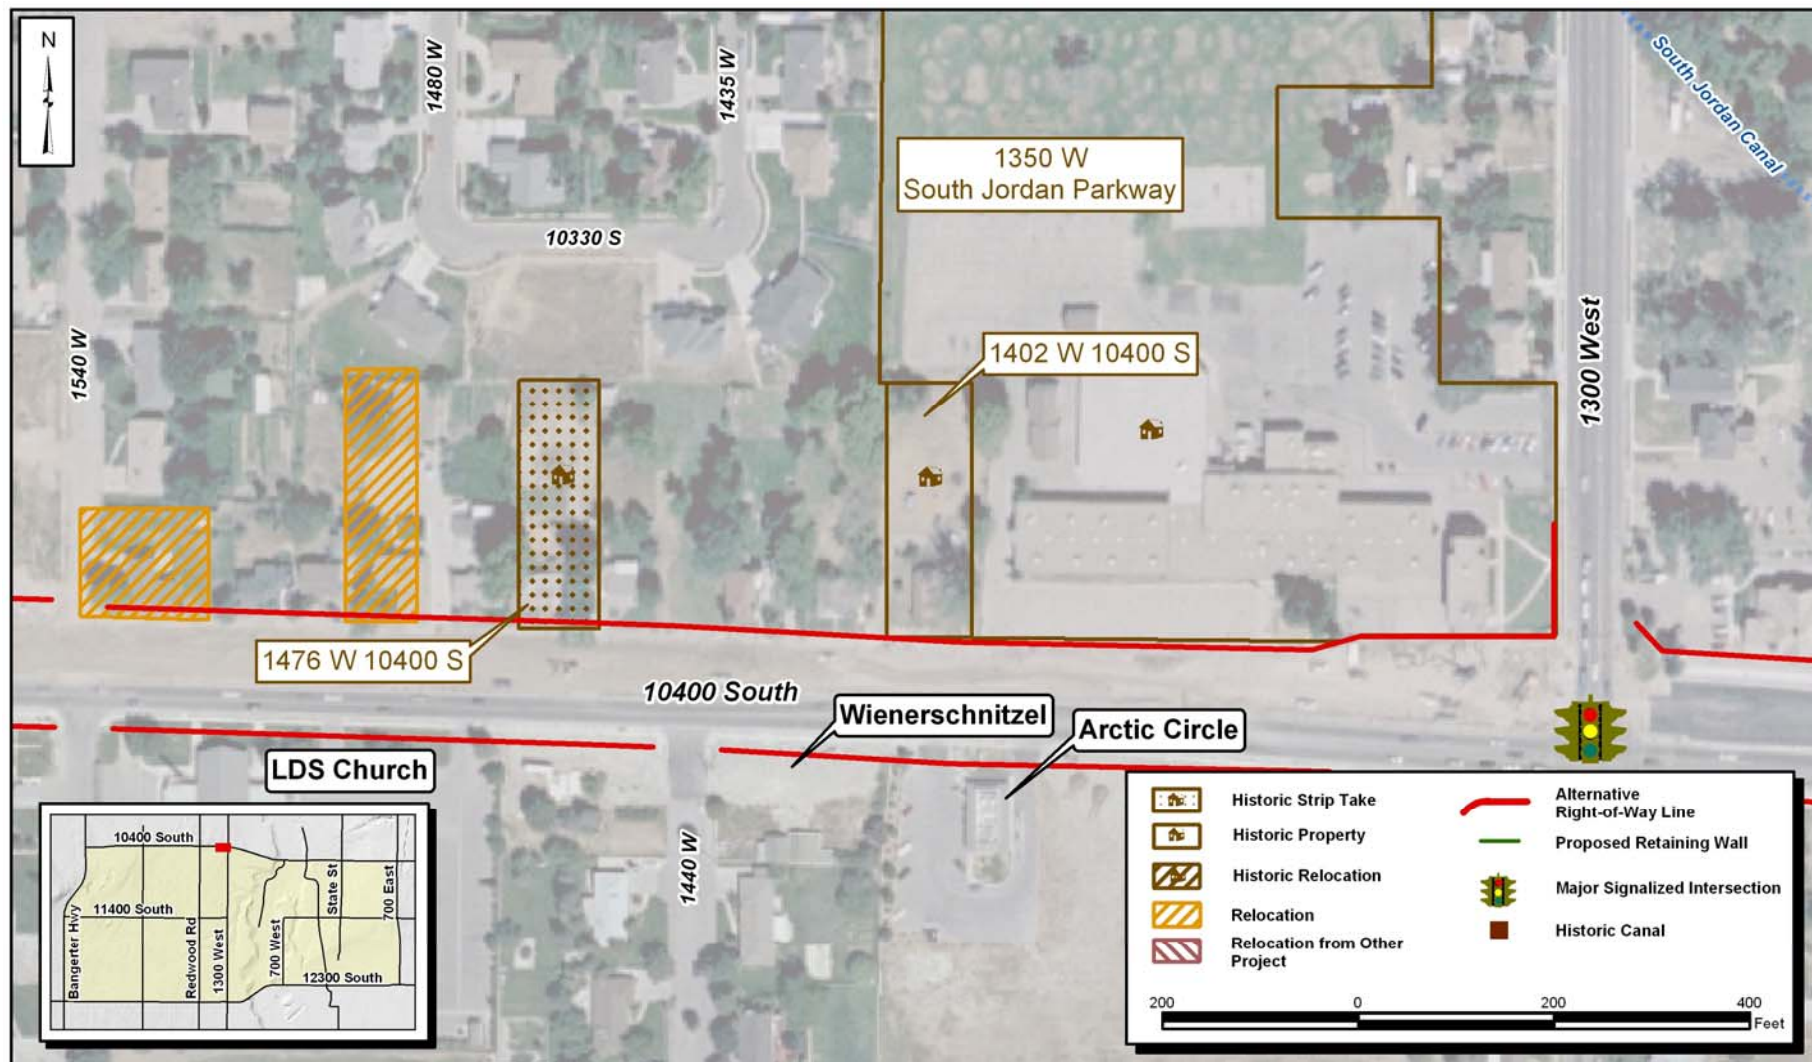 N
1480 W
1435 W
South Jordan Canal
1350 W
South Jordan Parkway
10330 S
1540 W
1402 W 10400 S
1300 West
1476 W 10400 S
10400 South
Wienerschnitzel
Arctic Circle
LDS Church
1440 W
10400 South
11400 South
12300 South
Bangerter Hwy
Redwood Rd
1300 West
700 West
State St
700 East
Historic Strip Take
Historic Property
Historic Relocation
Relocation
Relocation from Other
Project
Alternative
Right-of-Way Line
Proposed Retaining Wall
Major Signalized Intersection
Historic Canal
200 0 200 400
Feet